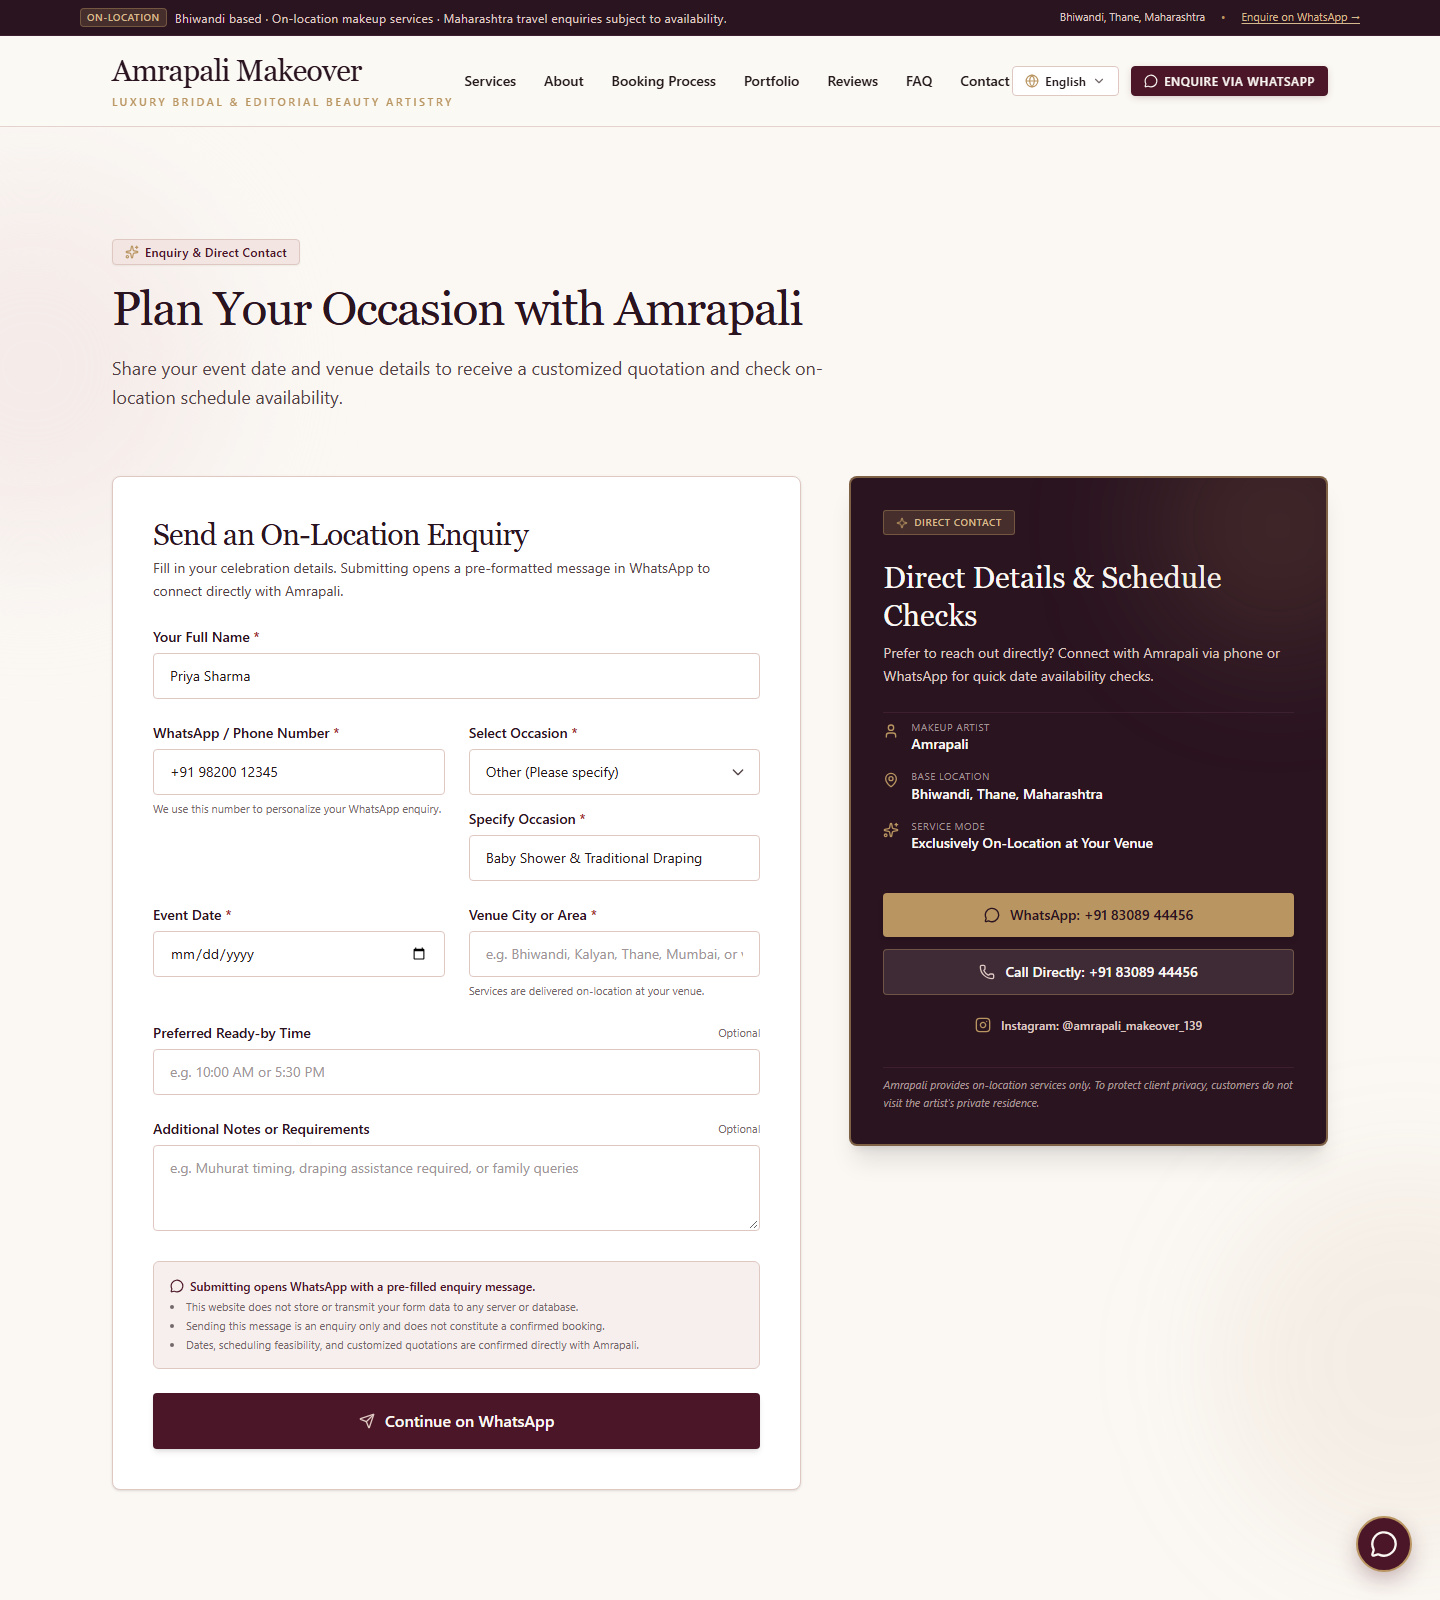 ON-LOCATION Bhiwandi based · On-location makeup services · Maharashtra travel enquiries subject to availability. Bhiwandi, Thane, Maharashtra • Enquire on WhatsApp →
Amrapali Makeover
LUXURY BRIDAL & EDITORIAL BEAUTY ARTISTRY
Services About Booking Process Portfolio Reviews FAQ Contact English ENQUIRE VIA WHATSAPP
Enquiry & Direct Contact
Plan Your Occasion with Amrapali
Share your event date and venue details to receive a customized quotation and check on-
location schedule availability.
Send an On-Location Enquiry
Fill in your celebration details. Submitting opens a pre-formatted message in WhatsApp to
connect directly with Amrapali.
Your Full Name *
Priya Sharma
WhatsApp / Phone Number *
+91 98200 12345
We use this number to personalize your WhatsApp enquiry.
Select Occasion *
Other (Please specify)
Specify Occasion *
Baby Shower & Traditional Draping
Event Date *
mm/dd/yyyy
Venue City or Area *
e.g. Bhiwandi, Kalyan, Thane, Mumbai, or
Services are delivered on-location at your venue.
Preferred Ready-by Time Optional
e.g. 10:00 AM or 5:30 PM
Additional Notes or Requirements Optional
e.g. Muhurat timing, draping assistance required, or family queries
Submitting opens WhatsApp with a pre-filled enquiry message.
• This website does not store or transmit your form data to any server or database.
• Sending this message is an enquiry only and does not constitute a confirmed booking.
• Dates, scheduling feasibility, and customized quotations are confirmed directly with Amrapali.
Continue on WhatsApp
DIRECT CONTACT
Direct Details & Schedule
Checks
Prefer to reach out directly? Connect with Amrapali via phone or
WhatsApp for quick date availability checks.
MAKEUP ARTIST
Amrapali
BASE LOCATION
Bhiwandi, Thane, Maharashtra
SERVICE MODE
Exclusively On-Location at Your Venue
WhatsApp: +91 83089 44456
Call Directly: +91 83089 44456
Instagram: @amrapali_makeover_139
Amrapali provides on-location services only. To protect client privacy, customers do not
visit the artist's private residence.